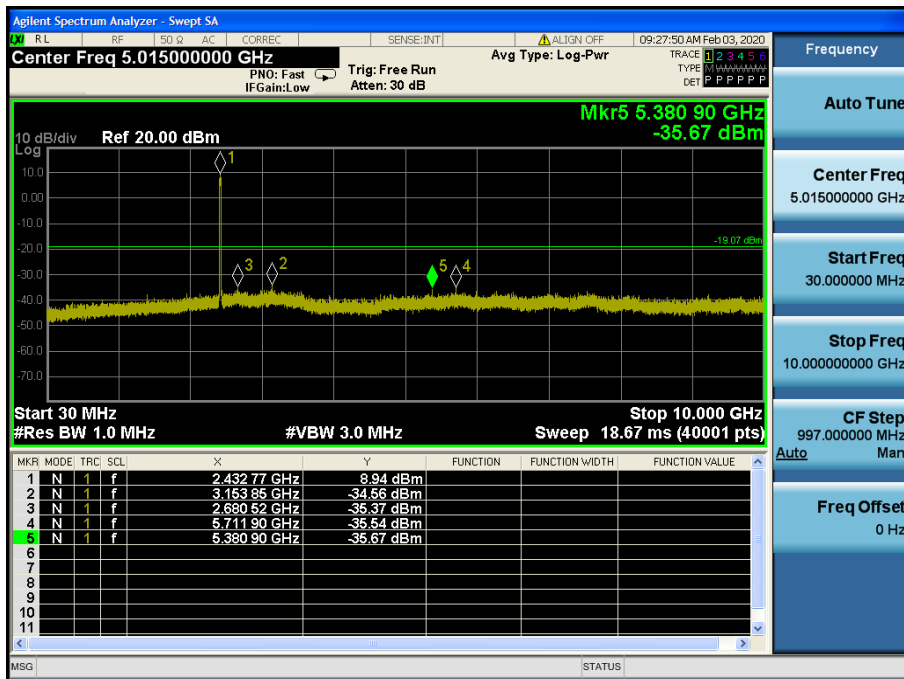 Agilent Spectrum Analyzer - Swept SA
LXI RL RF 50 Ω AC CORREC SENSE:INT ALIGN OFF 09:27:50 AM Feb 03, 2020
Center Freq 5.015000000 GHz
PNO: Fast
IFGain:Low
Trig: Free Run
Atten: 30 dB
Avg Type: Log-Pwr
TRACE 1 2 3 4 5 6
TYPE M W W W W W
DET P P P P P P
Mkr5 5.380 90 GHz
-35.67 dBm
10 dB/div Ref 20.00 dBm
Log
10.0
0.00
-10.0
-20.0
-30.0
-40.0
-50.0
-60.0
-70.0
1
3
2
5
4
-19.07 dBm
Start 30 MHz Stop 10.000 GHz
#Res BW 1.0 MHz #VBW 3.0 MHz Sweep 18.67 ms (40001 pts)
MKR MODE TRC SCL X Y FUNCTION FUNCTION WIDTH FUNCTION VALUE
1 N 1 f 2.432 77 GHz 8.94 dBm
2 N 1 f 3.153 85 GHz -34.56 dBm
3 N 1 f 2.680 52 GHz -35.37 dBm
4 N 1 f 5.711 90 GHz -35.54 dBm
5 N 1 f 5.380 90 GHz -35.67 dBm
6
7
8
9
10
11
MSG STATUS
Frequency
Auto Tune
Center Freq
5.015000000 GHz
Start Freq
30.000000 MHz
Stop Freq
10.000000000 GHz
CF Step
997.000000 MHz
Auto Man
Freq Offset
0 Hz